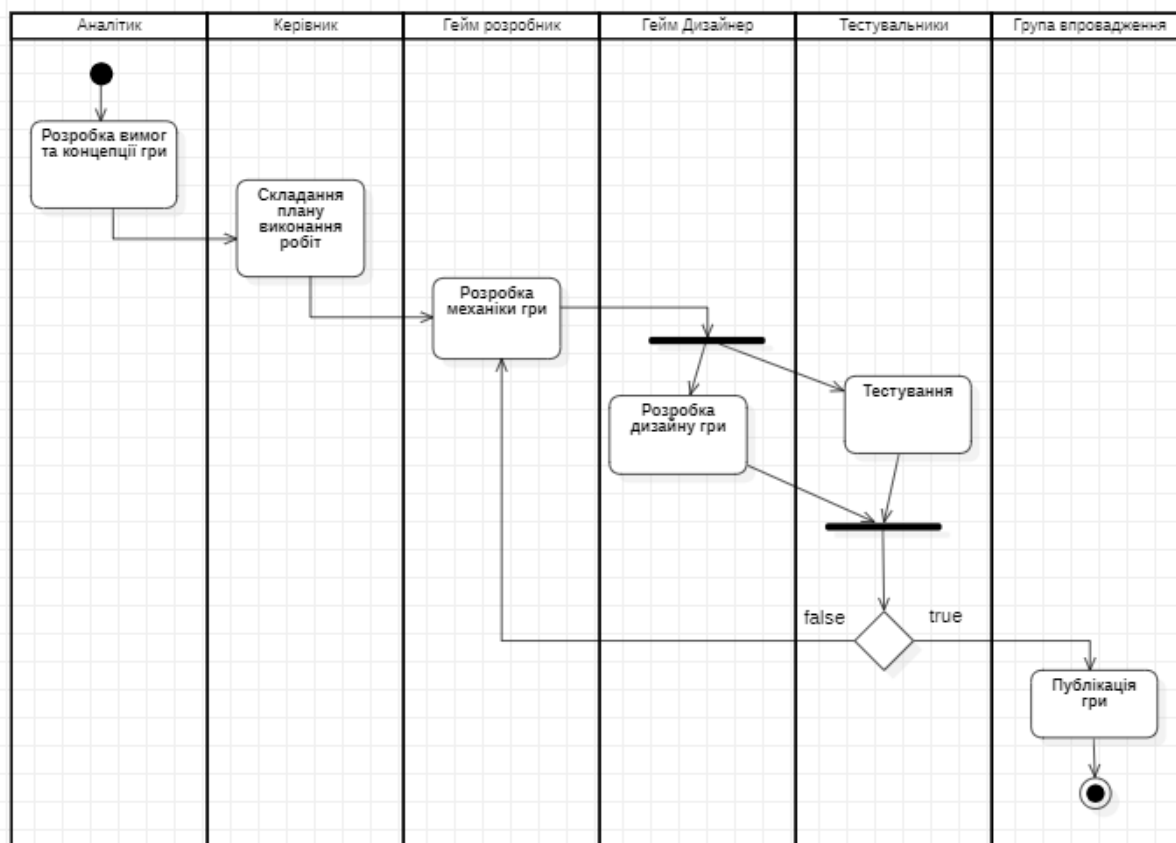 Аналітик
Керівник
Гейм розробник
Гейм Дизайнер
Тестувальники
Група впровадження
Розробка вимог
та концепції гри
Складання
плану
виконання
робіт
Розробка
механіки гри
Розробка
дизайну гри
Тестування
false
true
Публікація
гри